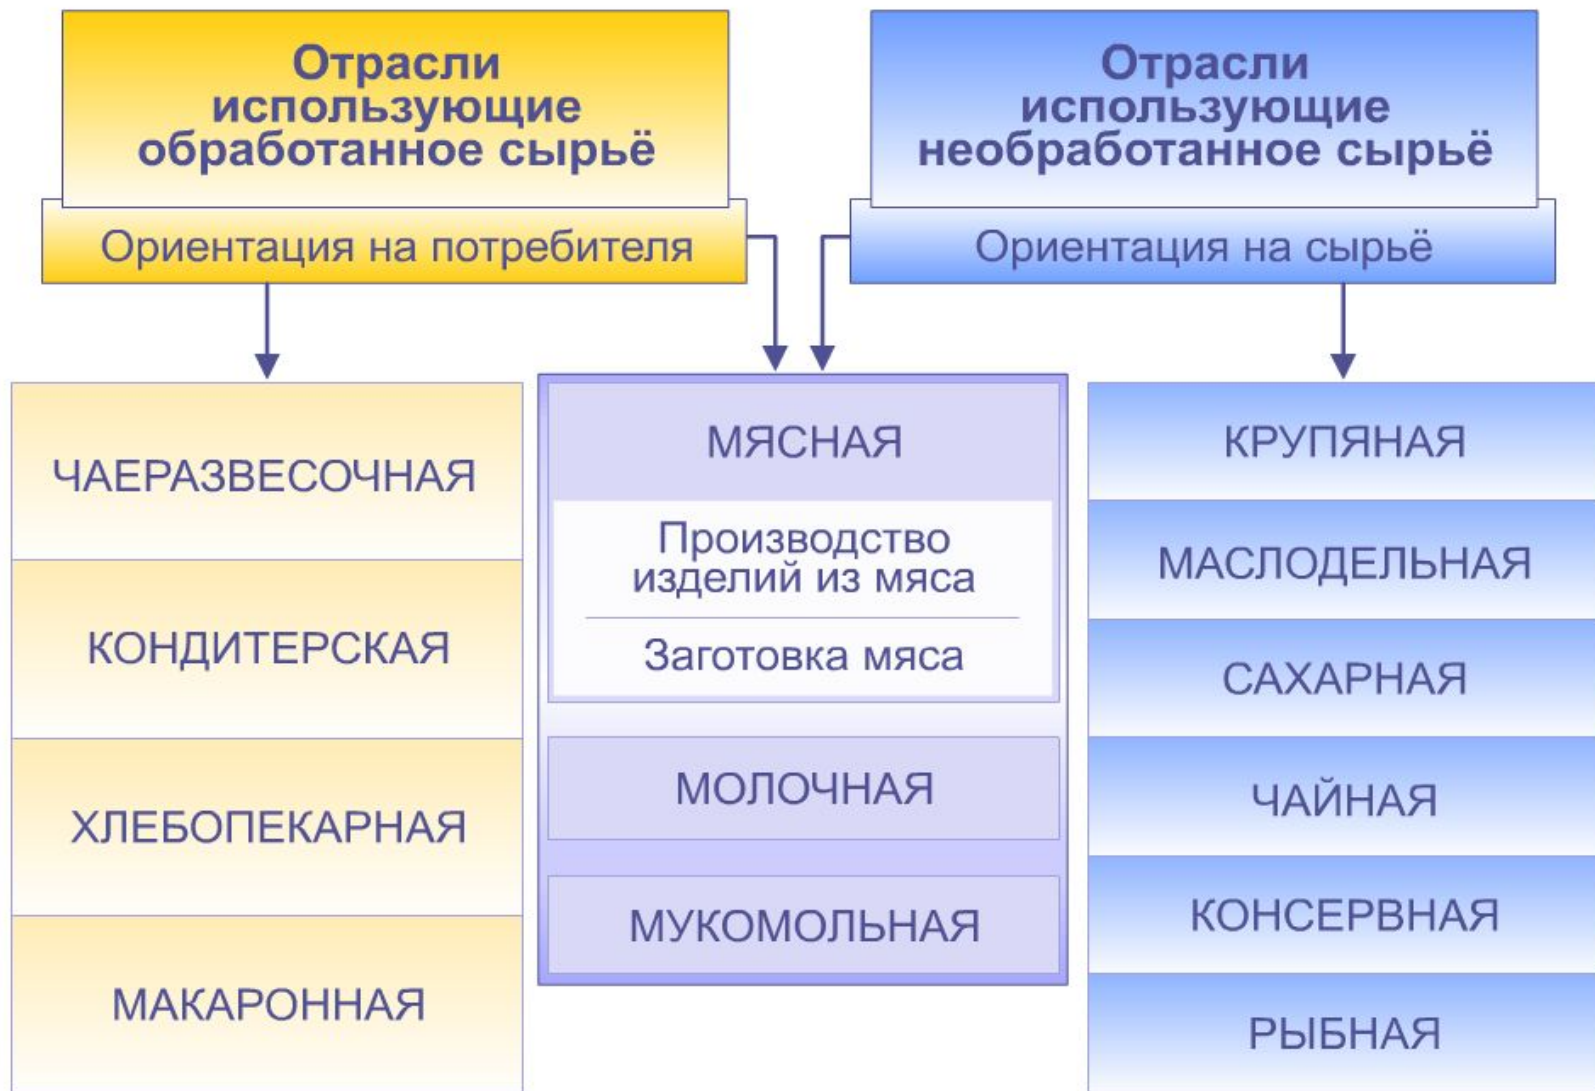 Отрасли
использующие
обработанное сырьё
Ориентация на потребителя
Отрасли
использующие
необработанное сырьё
Ориентация на сырьё
ЧАЕРАЗВЕСОЧНАЯ
КОНДИТЕРСКАЯ
ХЛЕБОПЕКАРНАЯ
МАКАРОННАЯ
МЯСНАЯ
Производство
изделий из мяса
Заготовка мяса
МОЛОЧНАЯ
МУКОМОЛЬНАЯ
КРУПЯНАЯ
МАСЛОДЕЛЬНАЯ
САХАРНАЯ
ЧАЙНАЯ
КОНСЕРВНАЯ
РЫБНАЯ